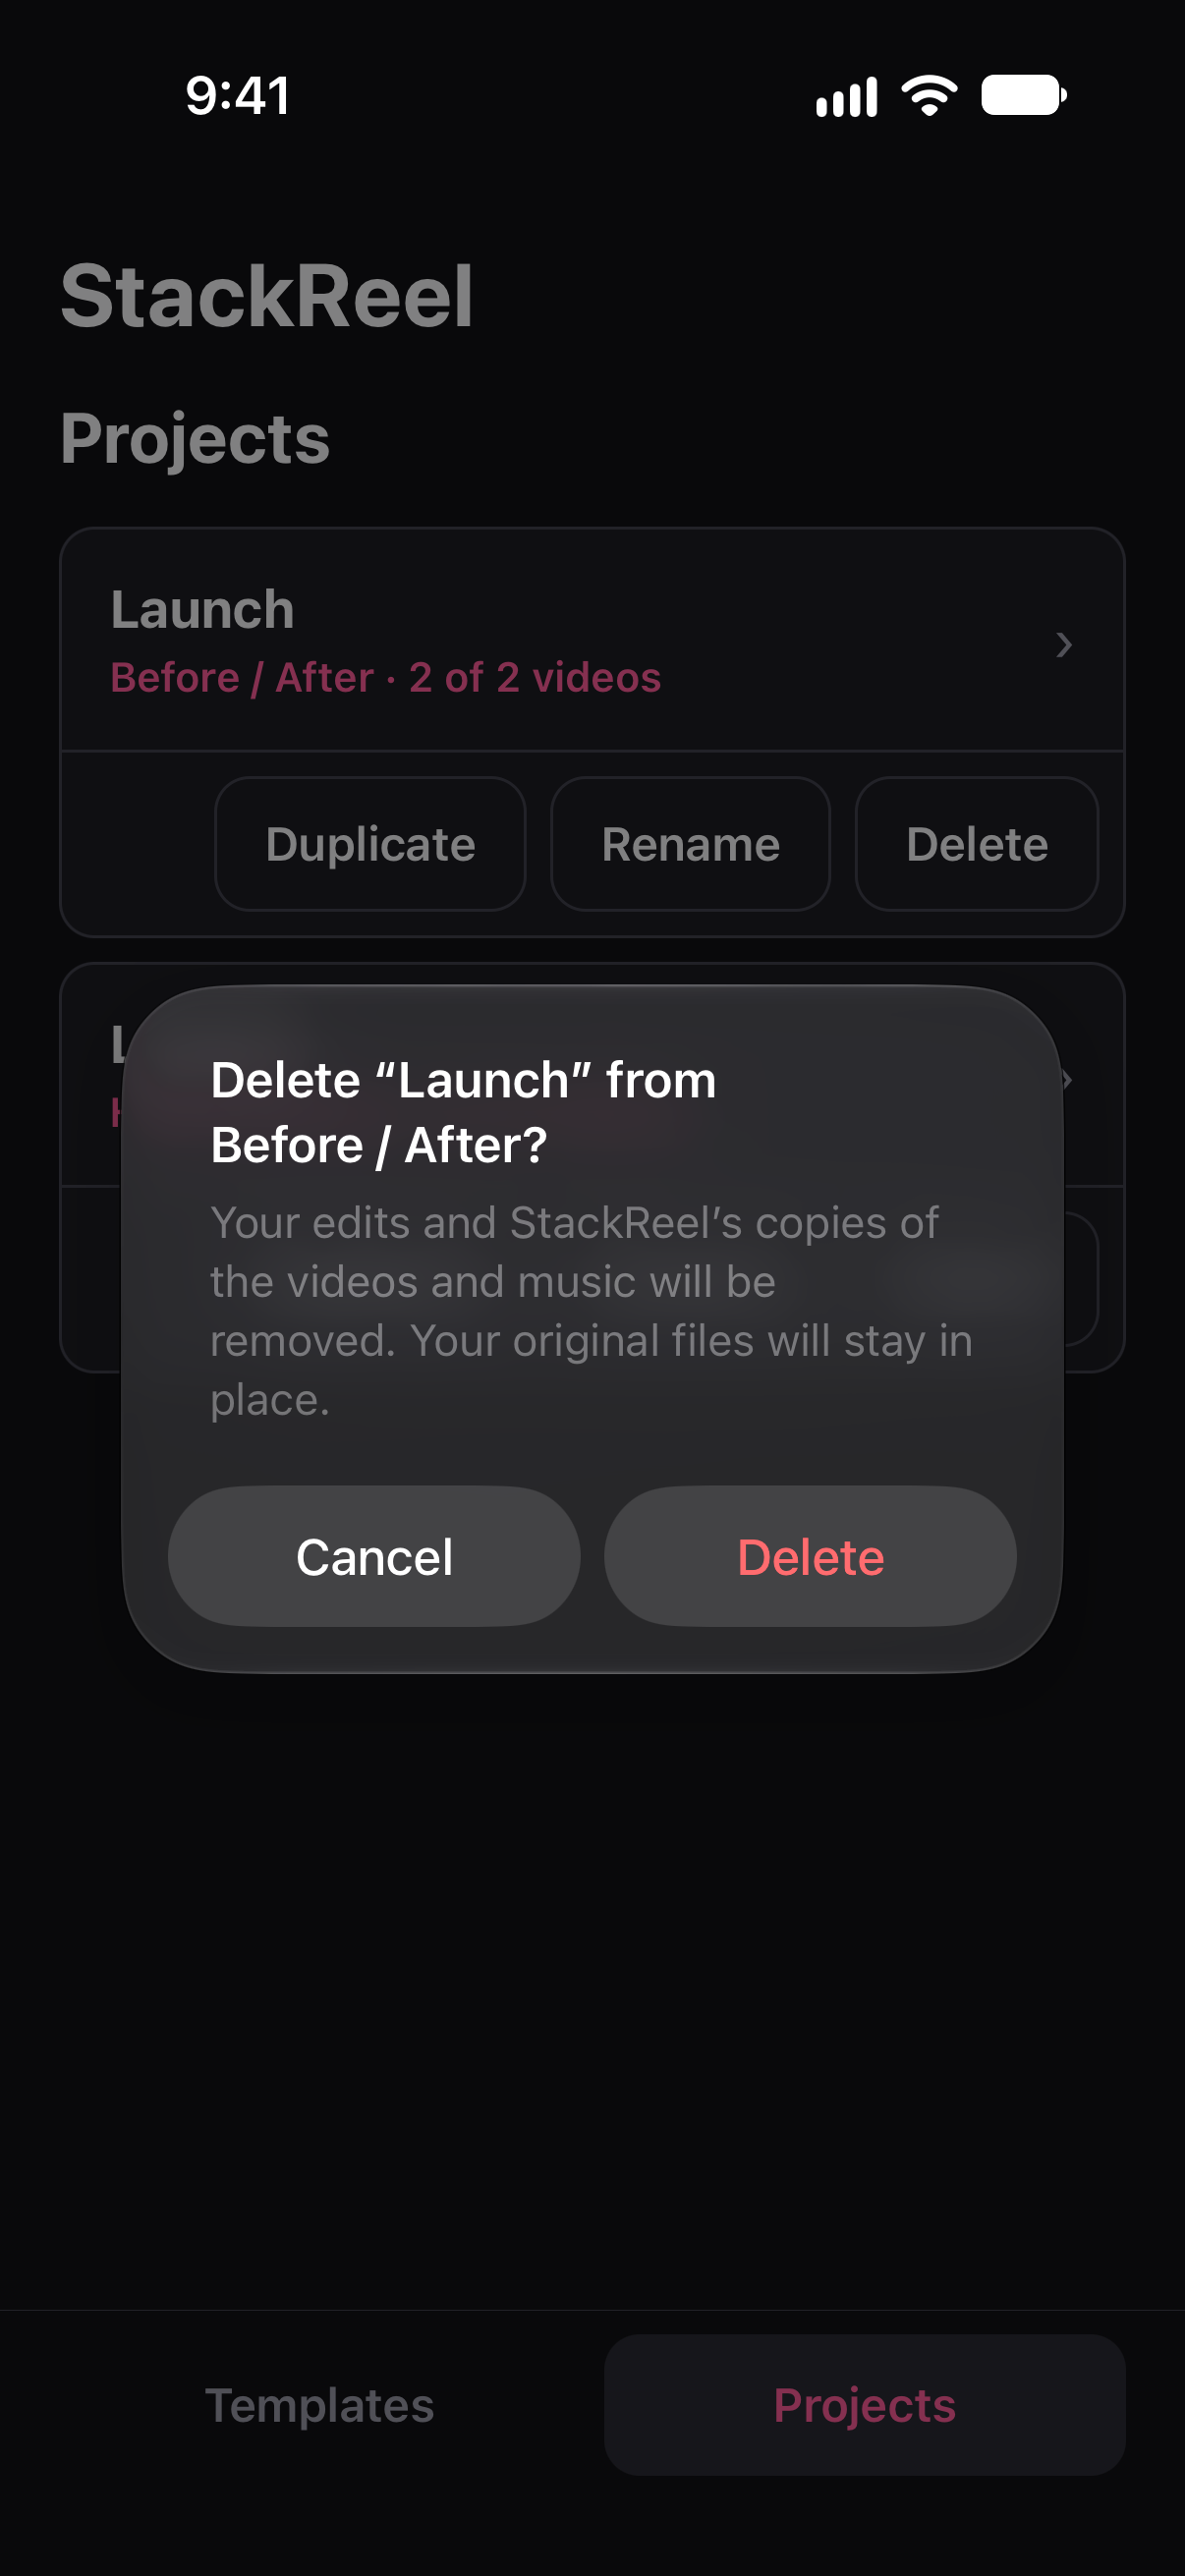 9:41
StackReel
Projects
Launch
Before / After · 2 of 2 videos
›
Duplicate
Rename
Delete
Delete “Launch” from
Before / After?
Your edits and StackReel’s copies of
the videos and music will be
removed. Your original files will stay in
place.
Cancel
Delete
Templates
Projects